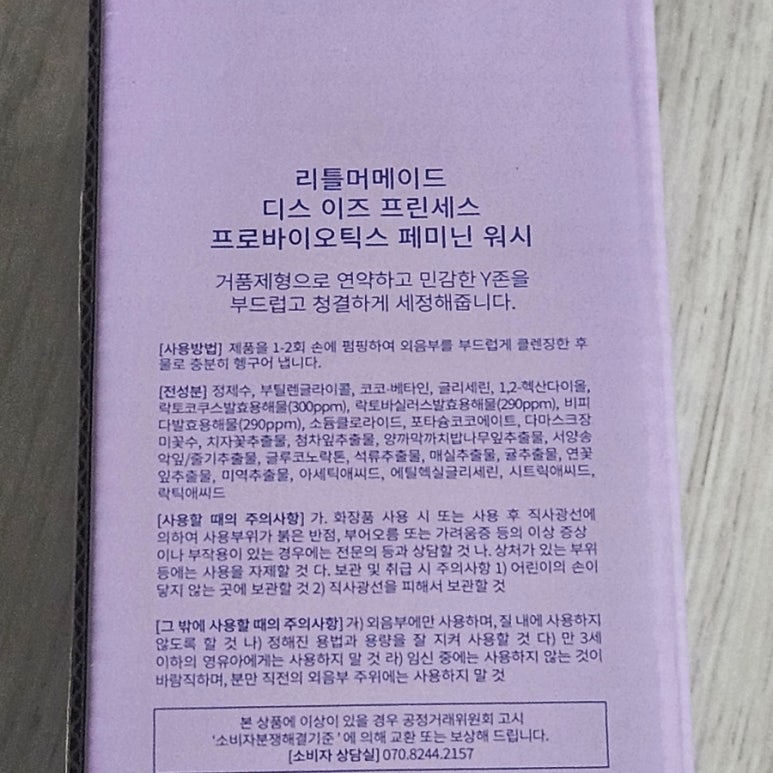 리틀머메이드
디스 이즈 프린세스
프로바이오틱스 페미닌 워시
거품제형으로 연약하고 민감한 Y존을
부드럽고 청결하게 세정해줍니다.
[사용방법] 제품을 1-2회 손에 펌핑하여 외음부를 부드럽게 클렌징한 후
물로 충분히 헹구어 냅니다.
[전성분] 정제수, 부틸렌글라이콜, 코코-베타인, 글리세린, 1,2-헥산다이올,
락토코쿠스발효용해물(300ppm), 락토바실러스발효용해물(290ppm), 비피
다발효용해물(290ppm), 소듐클로라이드, 포타슘코코에이트, 다마스크장
미꽃수, 치자꽃추출물, 참차잎추출물, 양까막까치밥나무잎추출물, 서양송
악잎/줄기추출물, 글루코노락톤, 석류추출물, 매실추출물, 귤추출물, 연꽃
잎추출물, 미역추출물, 아세틱애씨드, 에틸헥실글리세린, 시트릭애씨드,
락틱애씨드
[사용할 때의 주의사항] 가. 화장품 사용 시 또는 사용 후 직사광선에
의하여 사용부위가 붉은 반점, 부어오름 또는 가려움증 등의 이상 증상
이나 부작용이 있는 경우에는 전문의 등과 상담할 것 나. 상처가 있는 부위
등에는 사용을 자제할 것 다. 보관 및 취급 시 주의사항 1) 어린이의 손이
닿지 않는 곳에 보관할 것 2) 직사광선을 피해서 보관할 것
[그 밖에 사용할 때의 주의사항] 가) 외음부에만 사용하며, 질 내에 사용하지
않도록 할 것 나) 정해진 용법과 용량을 잘 지켜 사용할 것 다) 만 3세
이하의 영유아에게는 사용하지 말 것 라) 임신 중에는 사용하지 않는 것이
바람직하며, 분만 직전의 외음부 주위에는 사용하지 말 것
본 상품에 이상이 있을 경우 공정거래위원회 고시
'소비자분쟁해결기준 ' 에 의해 교환 또는 보상해 드립니다.
[소비자 상담실] 070.8244.2157